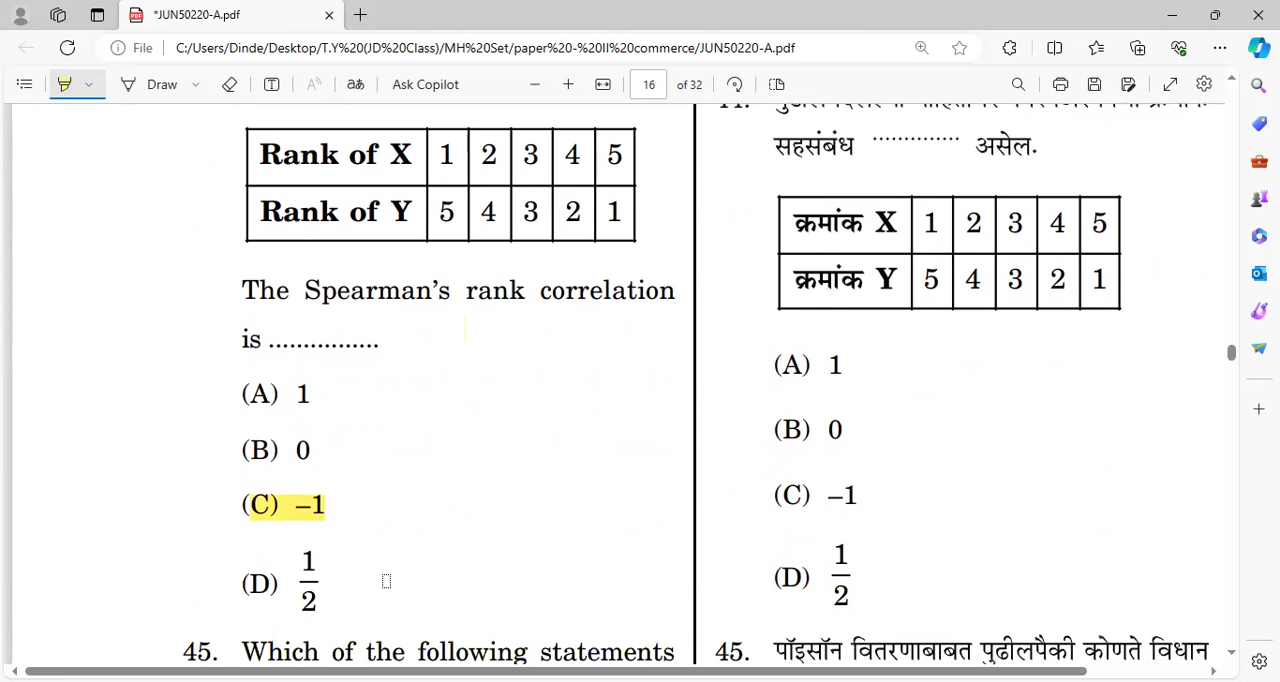 *JUN50220-A.pdf
File C:/Users/Dinde/Desktop/T.Y%20(JD%20Class)/MH%20Set/paper%20-%20II%20commerce/JUN50220-A.pdf
Draw aあ Ask Copilot 16 of 32
Rank of X 1 2 3 4 5
Rank of Y 5 4 3 2 1
The Spearman's rank correlation
is ................
(A) 1
(B) 0
(C) –1
(D) 1/2
45. Which of the following statements
सहसंबंध .............. असेल.
क्रमांक X 1 2 3 4 5
क्रमांक Y 5 4 3 2 1
(A) 1
(B) 0
(C) –1
(D) 1/2
45. पॉइसॉन वितरणाबाबत पुढीलपैकी कोणते विधान